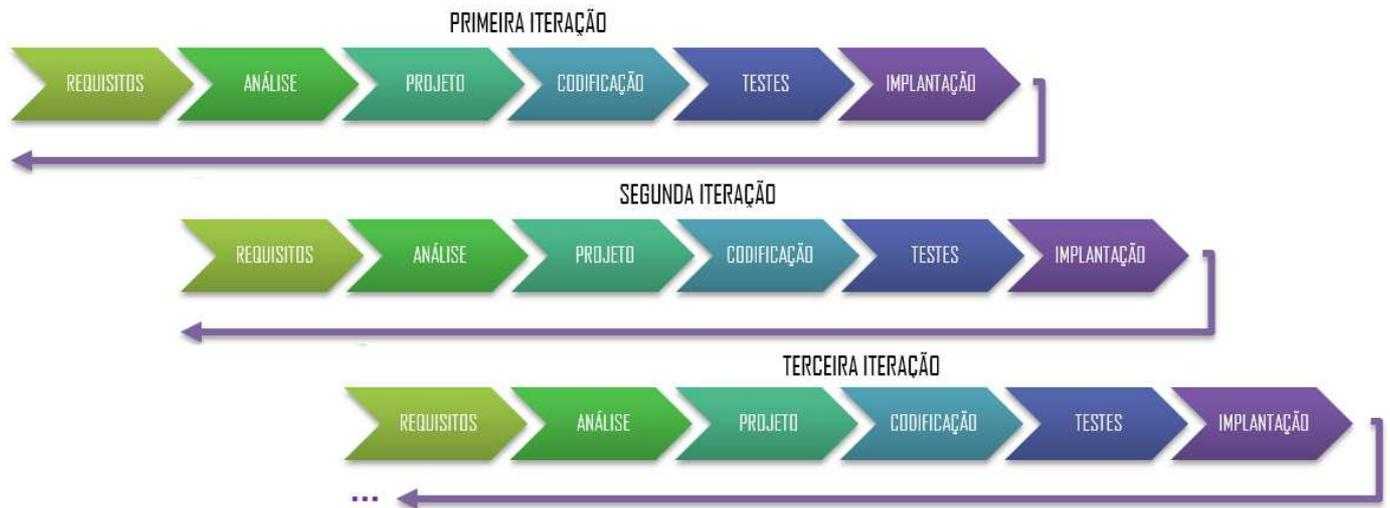 PRIMEIRA ITERAÇÃO
REQUISITOS ANÁLISE PROJETO CODIFICAÇÃO TESTES IMPLANTAÇÃO
SEGUNDA ITERAÇÃO
REQUISITOS ANÁLISE PROJETO CODIFICAÇÃO TESTES IMPLANTAÇÃO
TERCEIRA ITERAÇÃO
REQUISITOS ANÁLISE PROJETO CODIFICAÇÃO TESTES IMPLANTAÇÃO
...